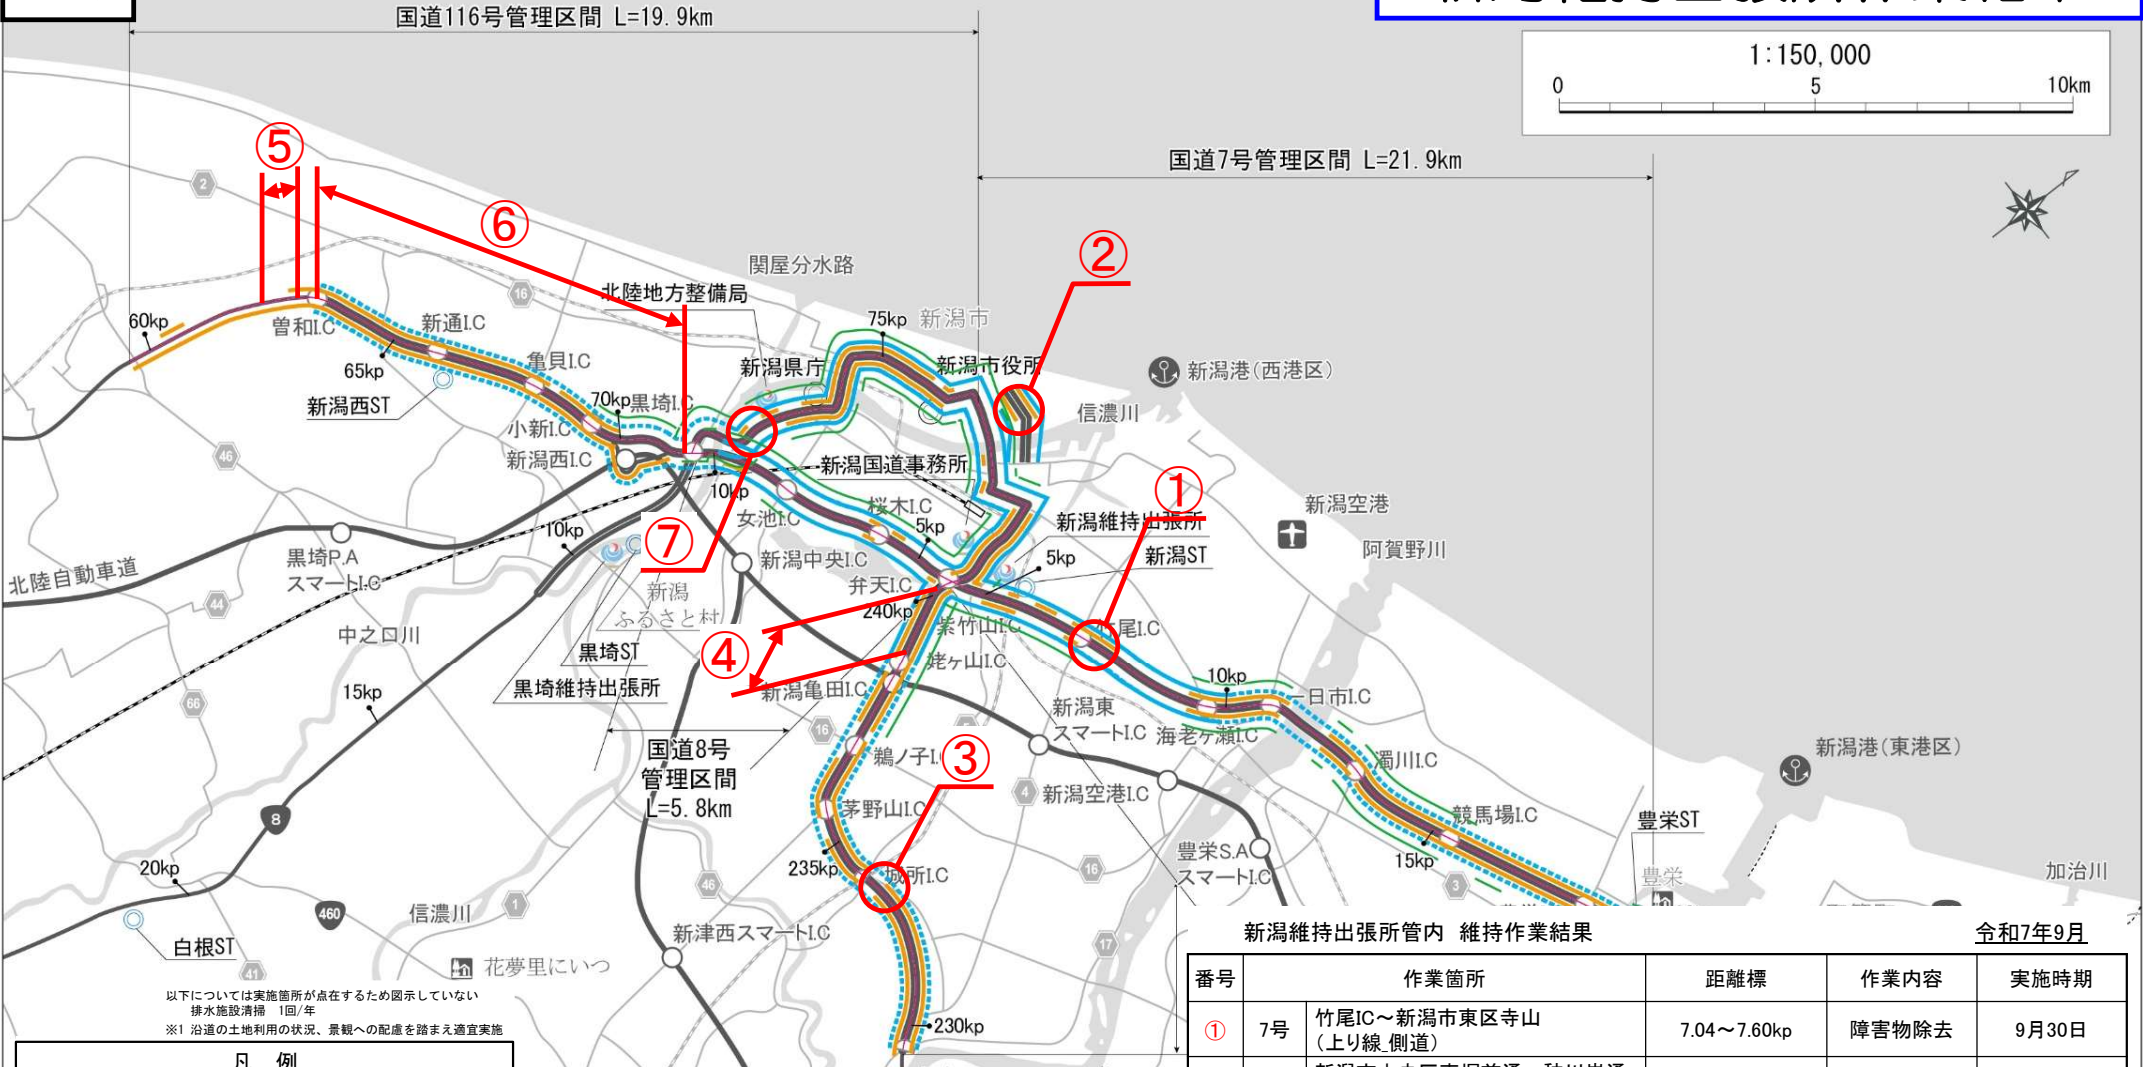 国道116号管理区間 L=19.9km
1:150,000
0 5 10km
国道7号管理区間 L=21.9km
⑤
⑥
②
2
16
関屋分水路
北陸地方整備局
60kp
曽和I.C
新通I.C
75kp
新潟市
65kp
亀貝I.C
新潟県庁
新潟市役所
新潟港(西港区)
新潟西ST
70kp
黒埼I.C
信濃川
小新I.C
46
新潟西I.C
新潟国道事務所
①
10kp
桜木I.C
新潟空港
女池I.C
5kp
新潟維持出張所
⑦
10kp
黒埼P.A
スマートI.C
新潟中央I.C
5kp
新潟ST
阿賀野川
北陸自動車道
弁天I.C
44
新潟
ふるさと村
240kp
紫竹山I.C
竹尾I.C
中之口川
④
黒埼ST
姥ヶ山I.C
黒埼維持出張所
新潟亀田I.C
10kp
一日市I.C
15kp
66
16
新潟東
スマートI.C
海老ヶ瀬I.C
国道8号
管理区間
L=5.8km
鵜ノ子I.C
③
濁川I.C
新潟港(東港区)
4
新潟空港I.C
茅野山I.C
競馬場I.C
豊栄ST
8
15kp
235kp
城所I.C
豊栄S.A
スマートI.C
16
20kp
46
3
豊栄
加治川
460
信濃川
1
白根ST
新津西スマートI.C
17
41
花夢里にいつ
230kp
以下については実施箇所が点在するため図示していない
排水施設清掃 1回/年
※1 沿道の土地利用の状況、景観への配慮を踏まえ適宜実施
凡 例
新潟維持出張所管内 維持作業結果 令和7年9月
番号 作業箇所 距離標 作業内容 実施時期
① 7号 竹尾IC～新潟市東区寺山
(上り線_側道) 7.04～7.60kp 障害物除去 9月30日